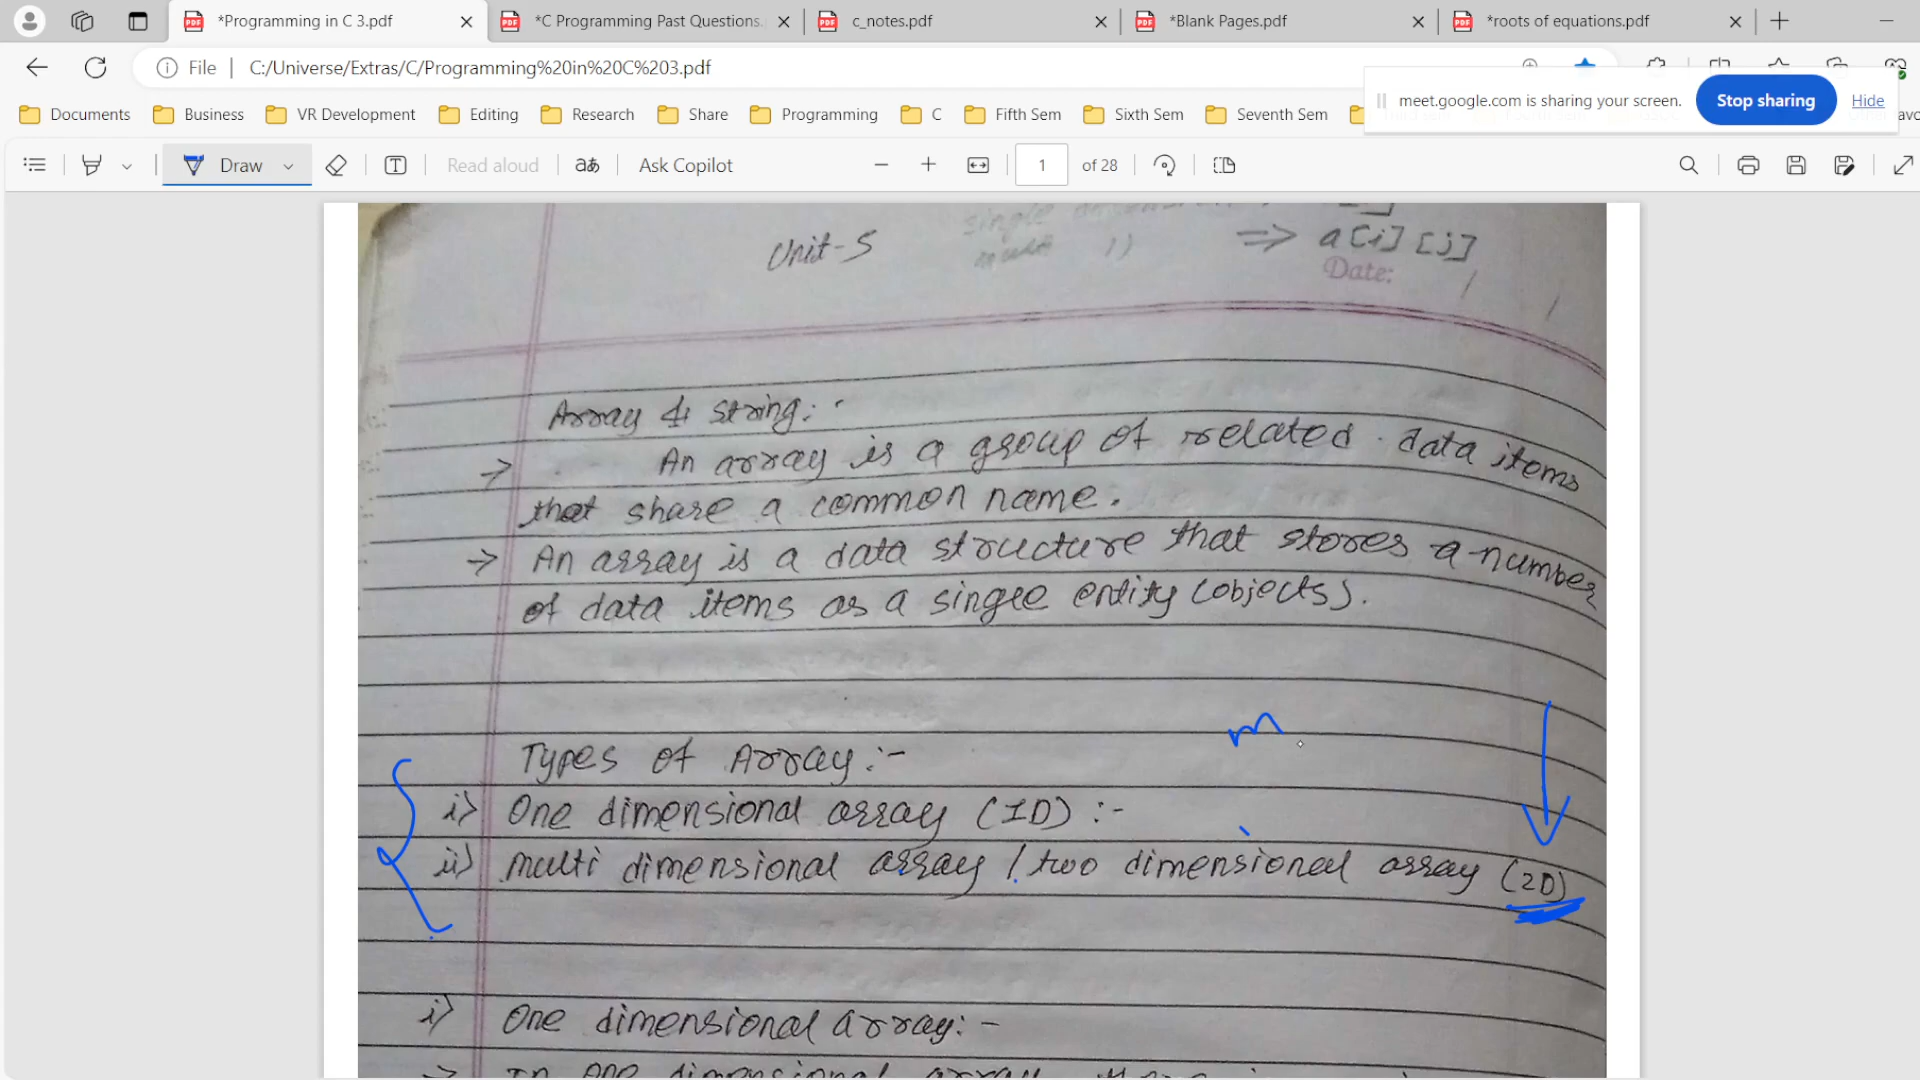 *Programming in C 3.pdf
*C Programming Past Questions.
c_notes.pdf
*Blank Pages.pdf
*roots of equations.pdf
File
C:/Universe/Extras/C/Programming%20in%20C%203.pdf
meet.google.com is sharing your screen.
Stop sharing
Hide
Documents
Business
VR Development
Editing
Research
Share
Programming
C
Fifth Sem
Sixth Sem
Seventh Sem
Draw
Read aloud
Ask Copilot
1
of 28
Unit-5
=> a[i][j]
Date:
Array & string:-
-> An array is a group of related data items
that share a common name.
-> An array is a data structure that stores a number
of data items as a single entity (objects).
m
Types of Array:-
i> One dimensional array (1D) :-
ii> multi dimensional array / two dimensional array (2D)
i> One dimensional array:-